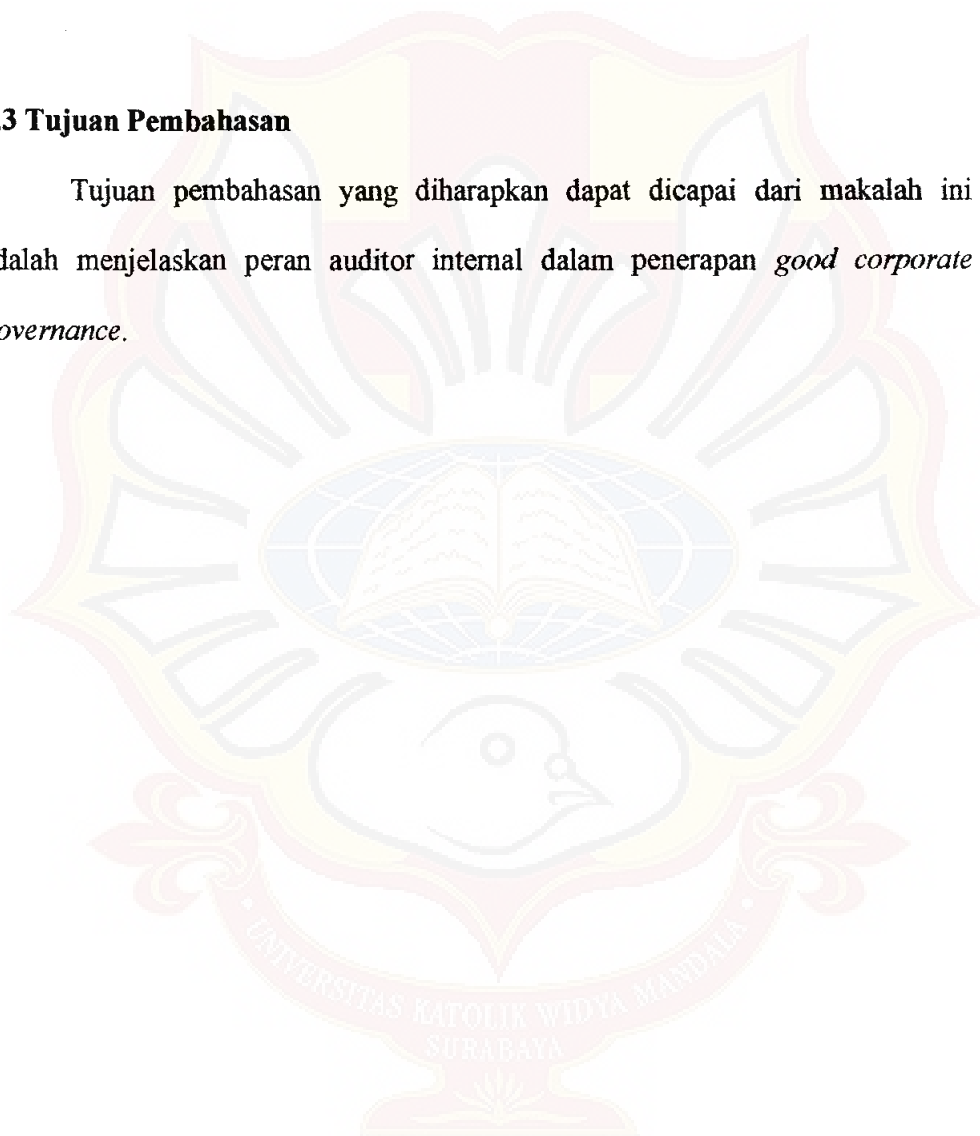 .3 Tujuan Pembahasan
Tujuan pembahasan yang diharapkan dapat dicapai dari makalah ini
dalah menjelaskan peran auditor internal dalam penerapan good corporate
overnance.
UNIVERSITAS KATOLIK WIDYA MANDALA
SURABAYA